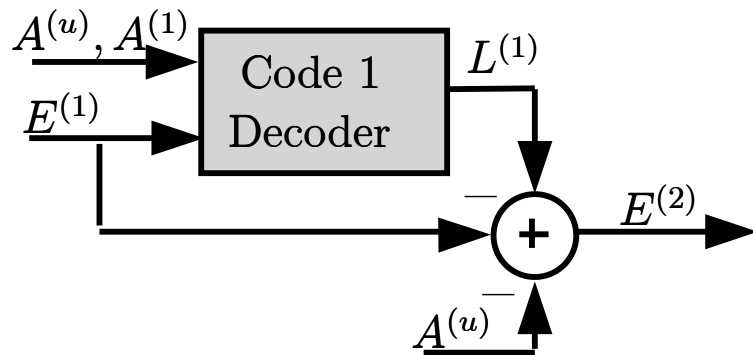 A^{(u)}, A^{(1)}
E^{(1)}
Code 1
Decoder
L^{(1)}
−
+
E^{(2)}
−
A^{(u)}